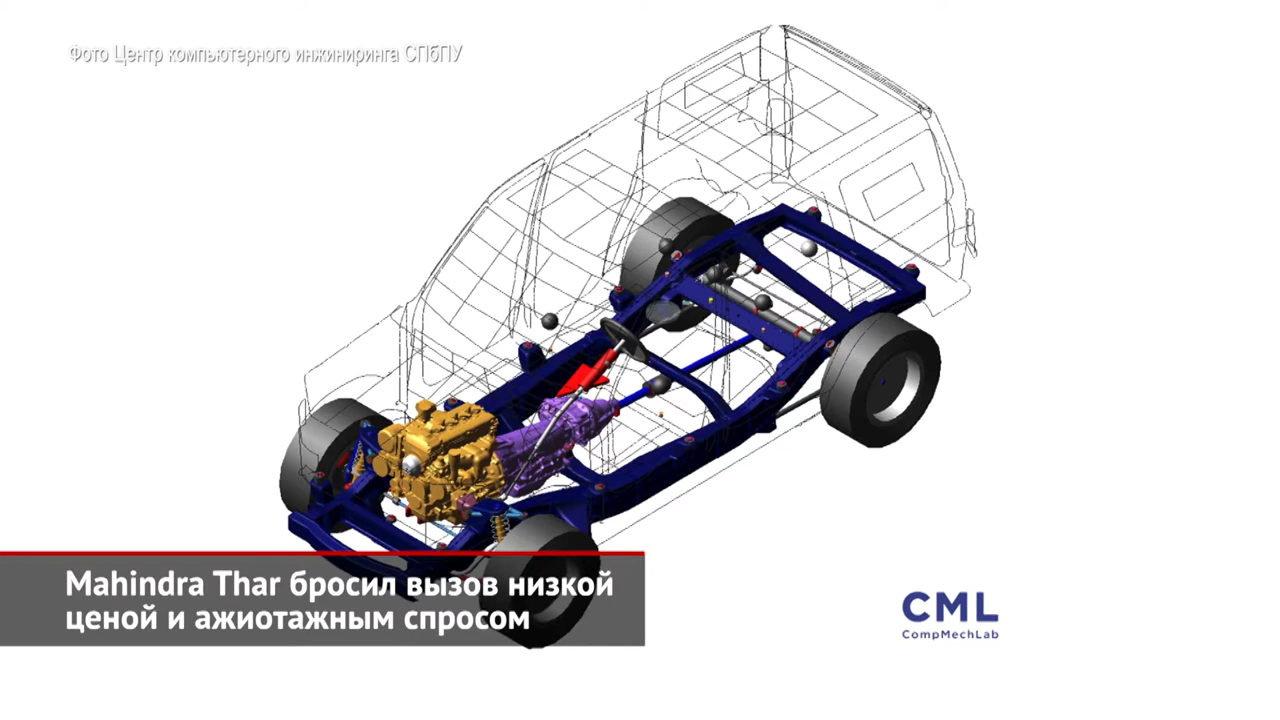 Фото Центр компьютерного инжиниринга СПбПУ
Mahindra Thar бросил вызов низкой
ценой и ажиотажным спросом
CML
CompMechLab